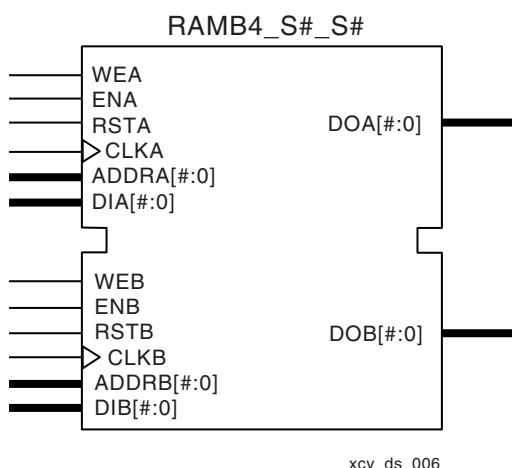 RAMB4_S#_S#
WEA
ENA
RSTA
DOA[#:0]
CLKA
ADDRA[#:0]
DIA[#:0]
WEB
ENB
RSTB
DOB[#:0]
CLKB
ADDRB[#:0]
DIB[#:0]
xcv_ds_006